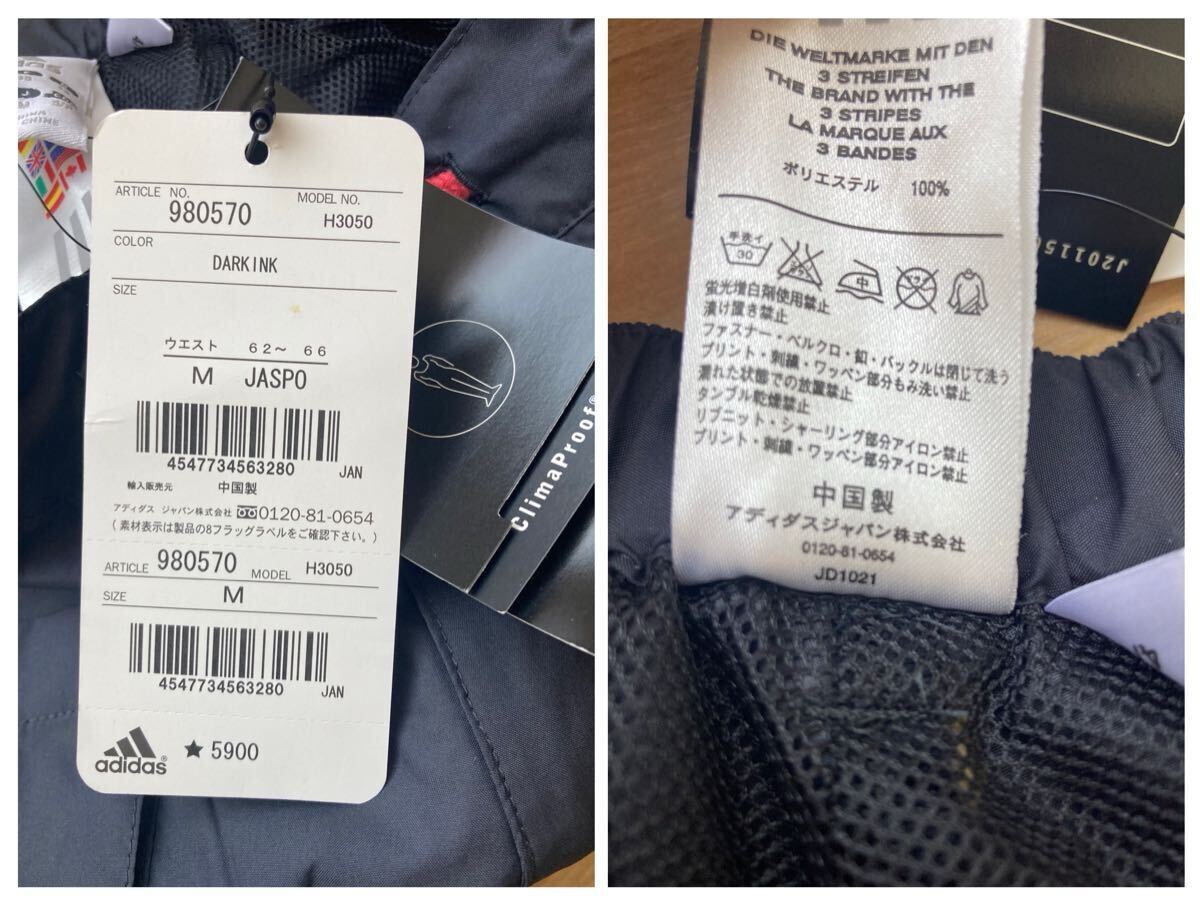 ARTICLE NO.
980570
MODEL NO.
H3050
COLOR
DARKINK
SIZE
ウエスト 62～ 66
M JASPO
4547734563280 JAN
輸入販売元 中国製
アディダス ジャパン株式会社 0120-81-0654
(素材表示は製品の8フラッグラベルをご確認下さい。)
ARTICLE 980570 MODEL H3050
SIZE M
4547734563280 JAN
adidas ® ★5900
ClimaProof®
DIE WELTMARKE MIT DEN
3 STREIFEN
THE BRAND WITH THE
3 STRIPES
LA MARQUE AUX
3 BANDES
ポリエステル 100%
手洗イ
30
中
蛍光増白剤使用禁止
漬け置き禁止
ファスナー・ベルクロ・釦・バックルは閉じて洗う
プリント・刺繍・ワッペン部分もみ洗い禁止
濡れた状態での放置禁止
タンブル乾燥禁止
リブニット・シャーリング部分アイロン禁止
プリント・刺繍・ワッペン部分アイロン禁止
中国製
アディダスジャパン株式会社
0120-81-0654
JD1021